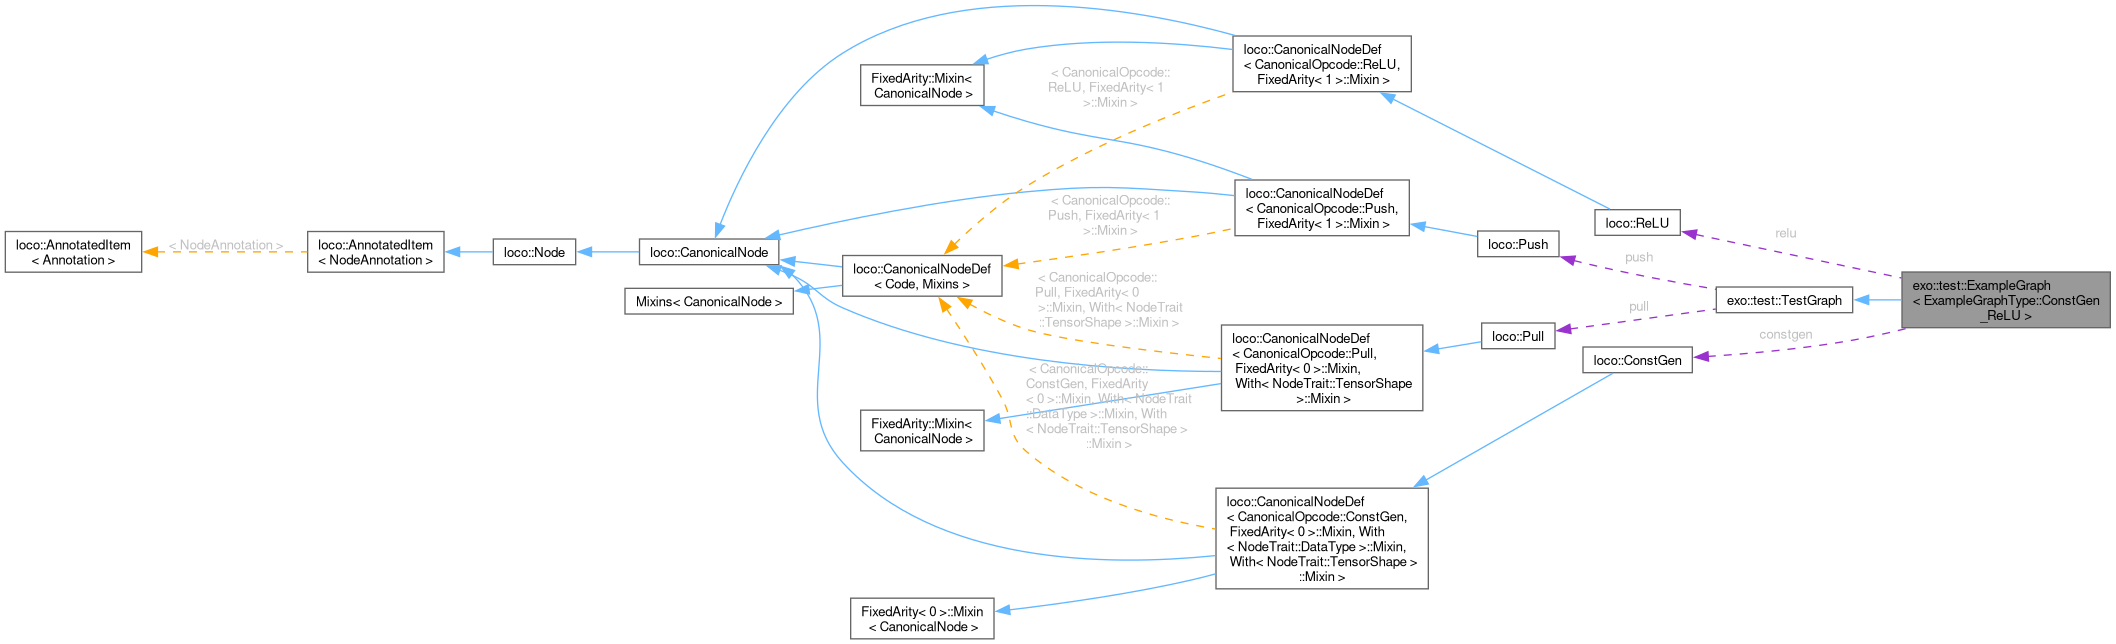 loco::AnnotatedItem
< Annotation >
< NodeAnnotation >
loco::AnnotatedItem
< NodeAnnotation >
loco::Node
loco::CanonicalNode
Mixins< CanonicalNode >
FixedArity::Mixin<
CanonicalNode >
loco::CanonicalNodeDef
< Code, Mixins >
FixedArity::Mixin<
CanonicalNode >
FixedArity< 0 >::Mixin
< CanonicalNode >
< CanonicalOpcode::
ReLU, FixedArity< 1
>::Mixin >
< CanonicalOpcode::
Push, FixedArity< 1
>::Mixin >
< CanonicalOpcode::
Pull, FixedArity< 0
>::Mixin, With< NodeTrait
::TensorShape >::Mixin >
< CanonicalOpcode::
ConstGen, FixedArity
< 0 >::Mixin, With< NodeTrait
::DataType >::Mixin, With
< NodeTrait::TensorShape >
::Mixin >
loco::CanonicalNodeDef
< CanonicalOpcode::ReLU,
FixedArity< 1 >::Mixin >
loco::CanonicalNodeDef
< CanonicalOpcode::Push,
FixedArity< 1 >::Mixin >
loco::CanonicalNodeDef
< CanonicalOpcode::Pull,
FixedArity< 0 >::Mixin,
With< NodeTrait::TensorShape
>::Mixin >
loco::CanonicalNodeDef
< CanonicalOpcode::ConstGen,
FixedArity< 0 >::Mixin, With
< NodeTrait::DataType >::Mixin,
With< NodeTrait::TensorShape >
::Mixin >
loco::ReLU
loco::Push
loco::Pull
loco::ConstGen
relu
push
pull
constgen
exo::test::TestGraph
exo::test::ExampleGraph
< ExampleGraphType::ConstGen
_ReLU >